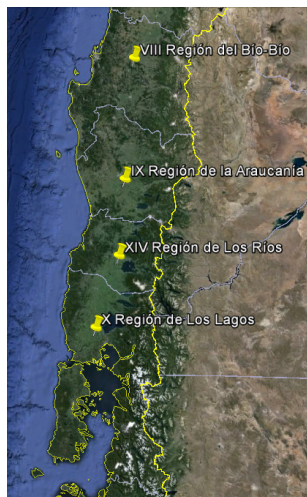 VIII Región del Bío-Bío
IX Región de la Araucanía
XIV Región de Los Ríos
X Región de Los Lagos